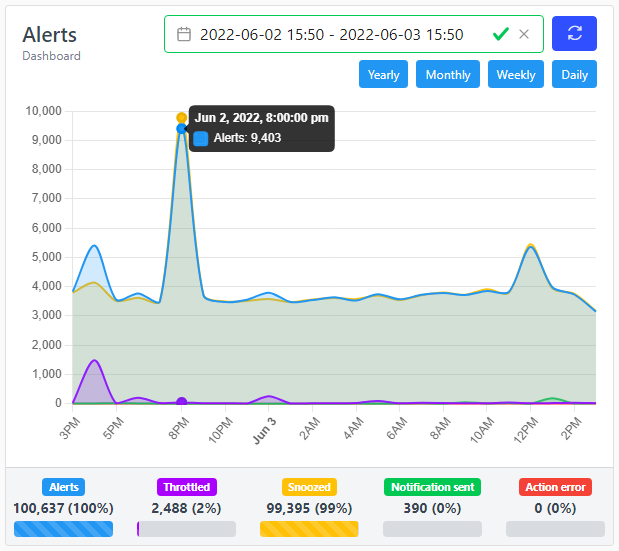 Alerts
Dashboard
2022-06-02 15:50 - 2022-06-03 15:50
Yearly Monthly Weekly Daily
10,000
9,000
8,000
7,000
6,000
5,000
4,000
3,000
2,000
1,000
0
Jun 2, 2022, 8:00:00 pm
Alerts: 9,403
3PM 5PM 8PM 10PM Jun 3 2AM 4AM 6AM 8AM 10AM 12PM 2PM
Alerts Throttled Snoozed Notification sent Action error
100,637 (100%) 2,488 (2%) 99,395 (99%) 390 (0%) 0 (0%)